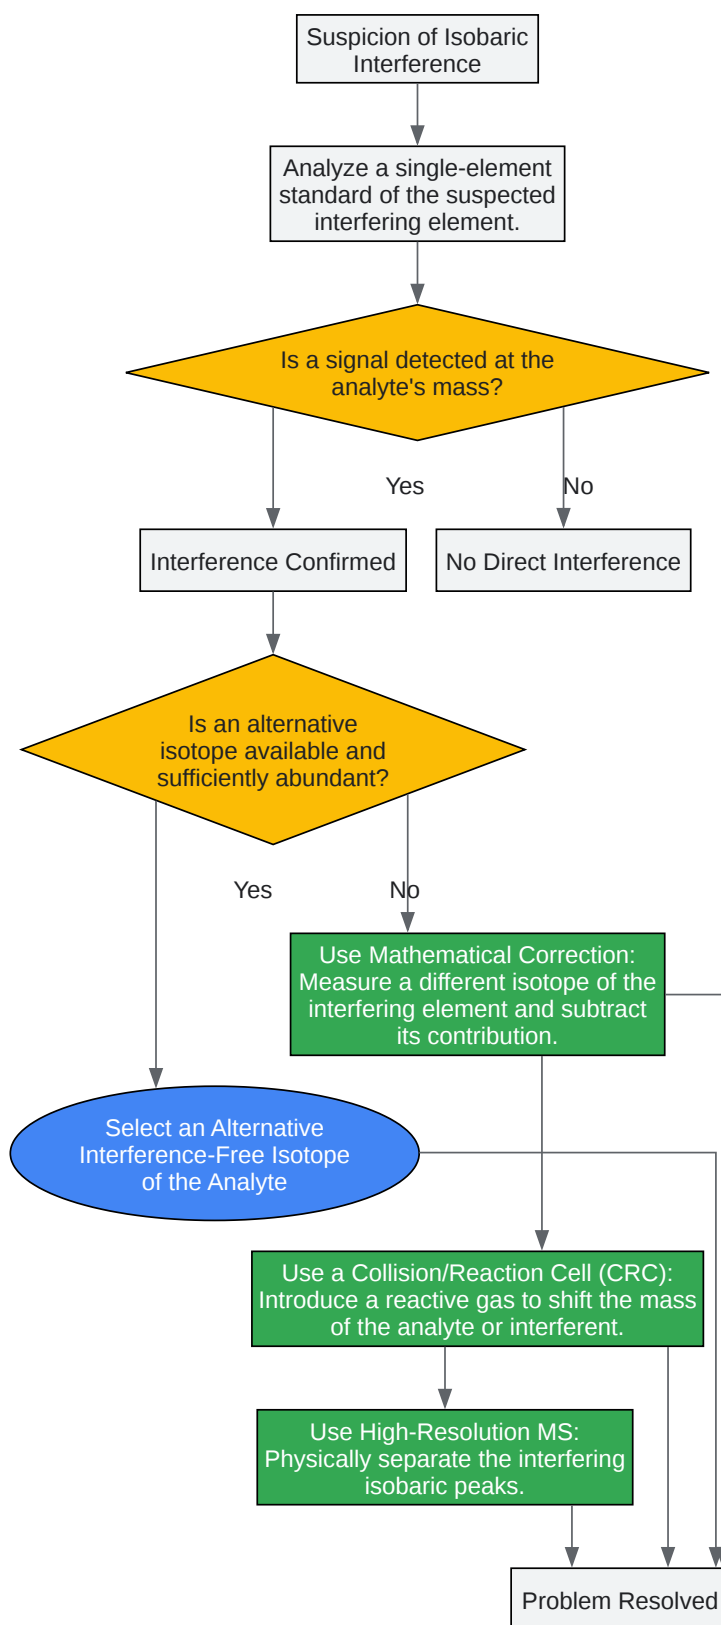 Suspicion of Isobaric
Interference
Analyze a single-element
standard of the suspected
interfering element.
Is a signal detected at the
analyte's mass?
Yes
No
Interference Confirmed
No Direct Interference
Is an alternative
isotope available and
sufficiently abundant?
Yes
No
Use Mathematical Correction:
Measure a different isotope of the
interfering element and subtract
its contribution.
Select an Alternative
Interference-Free Isotope
of the Analyte
Use a Collision/Reaction Cell (CRC):
Introduce a reactive gas to shift the mass
of the analyte or interferent.
Use High-Resolution MS:
Physically separate the interfering
isobaric peaks.
Problem Resolved